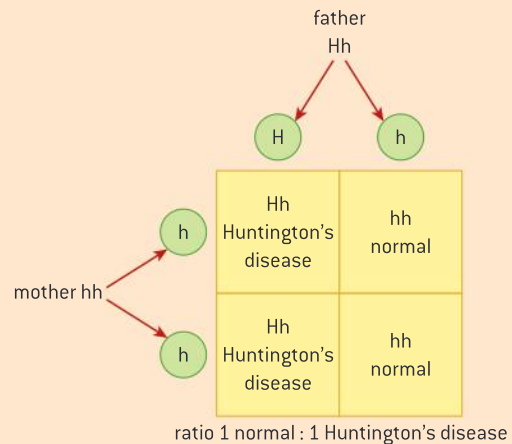 father
Hh
H
h
h
Hh
Huntington's
disease
hh
normal
mother hh
h
Hh
Huntington's
disease
hh
normal
ratio 1 normal : 1 Huntington's disease